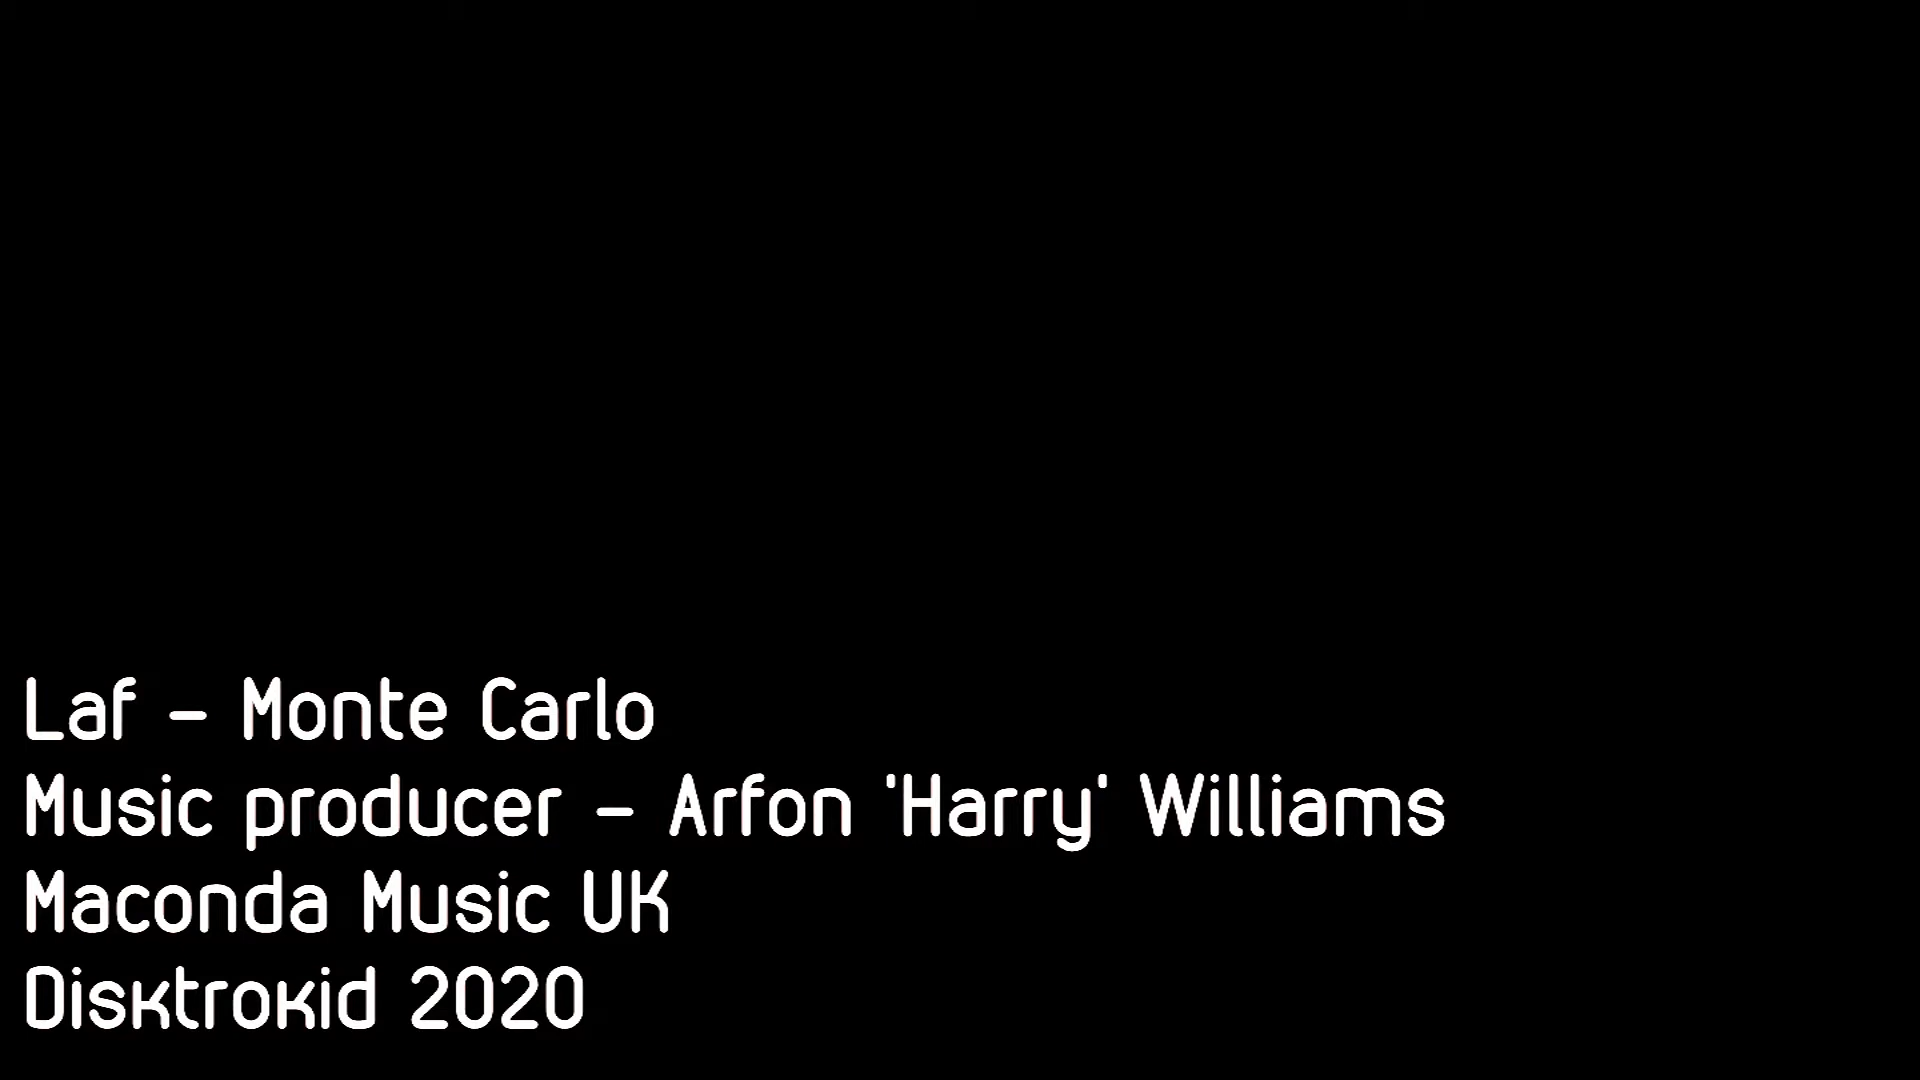 Laf - Monte Carlo
Music producer - Arfon 'Harry' Williams
Maconda Music UK
Disktrokid 2020